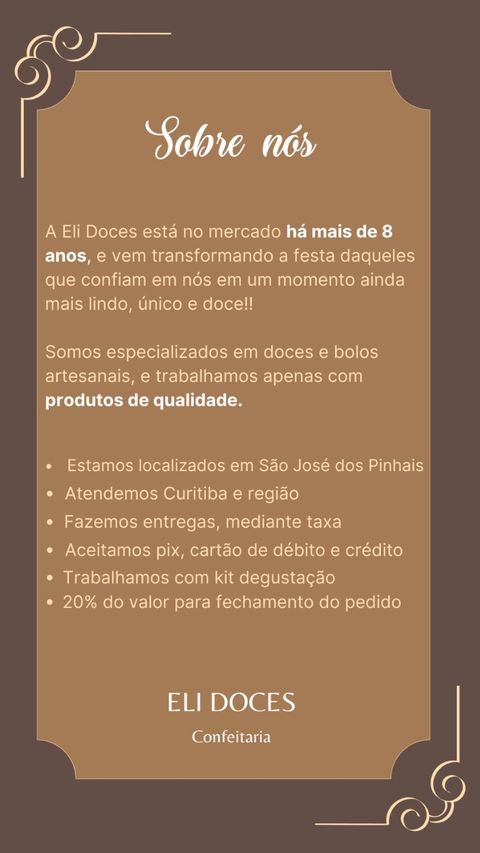 Sobre nós
A Eli Doces está no mercado há mais de 8
anos, e vem transformando a festa daqueles
que confiam em nós em um momento ainda
mais lindo, único e doce!!
Somos especializados em doces e bolos
artesanais, e trabalhamos apenas com
produtos de qualidade.
• Estamos localizados em São José dos Pinhais
• Atendemos Curitiba e região
• Fazemos entregas, mediante taxa
• Aceitamos pix, cartão de débito e crédito
• Trabalhamos com kit degustação
• 20% do valor para fechamento do pedido
ELI DOCES
Confeitaria